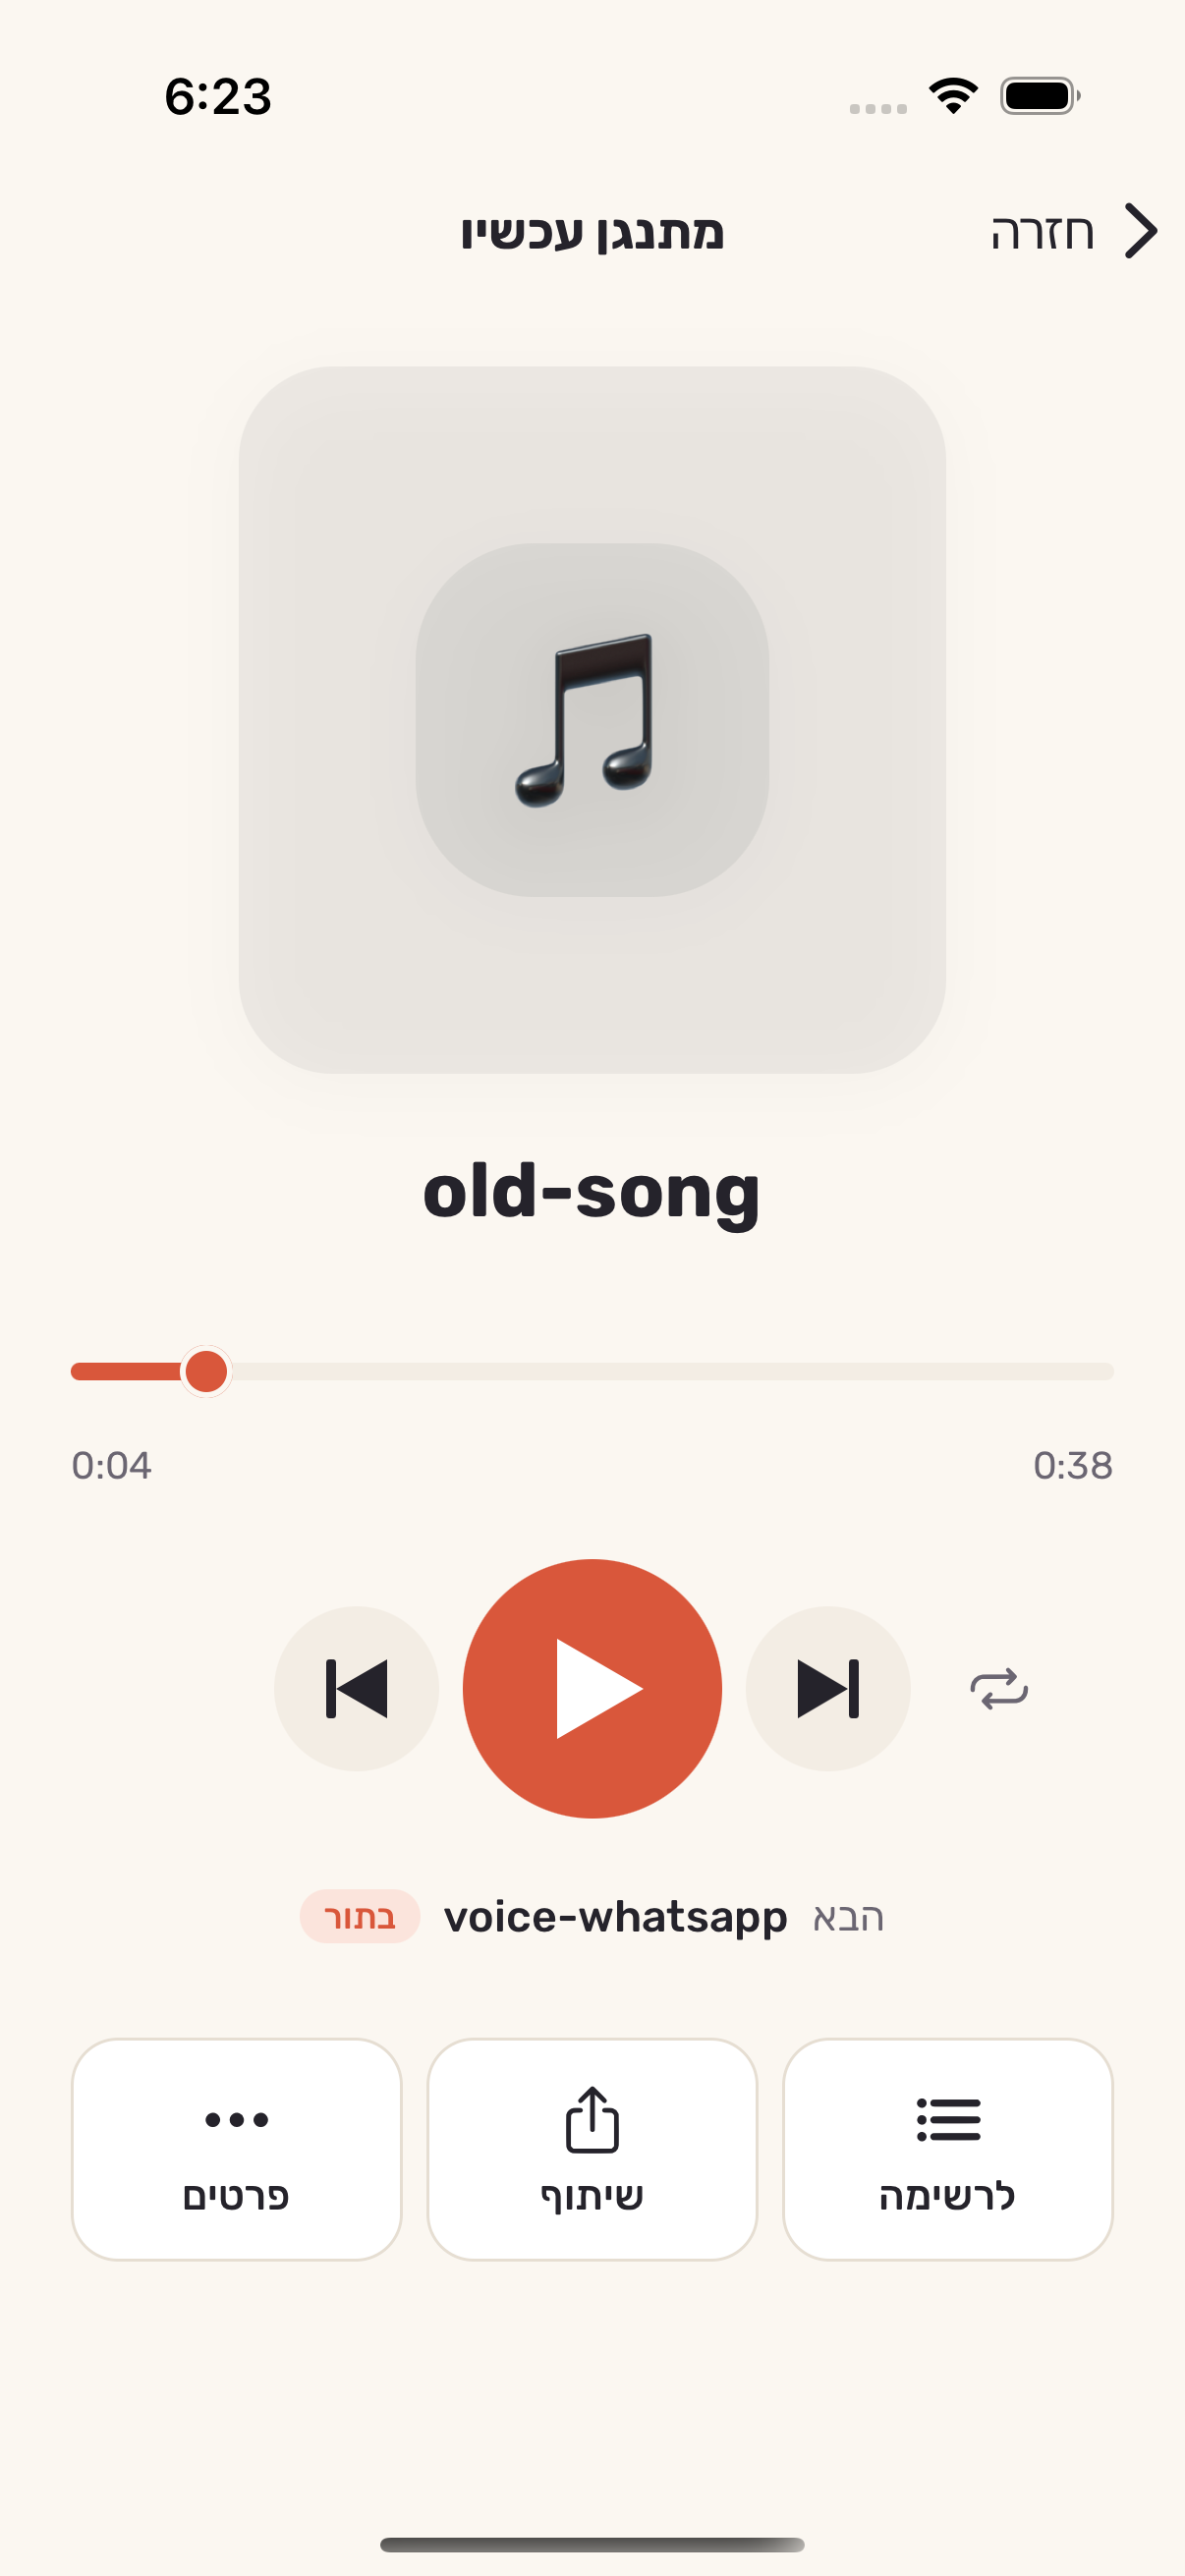 6:23
חזרה
מתנגן עכשיו
old-song
0:04 0:38
הבא voice-whatsapp בתור
לרשימה שיתוף פרטים